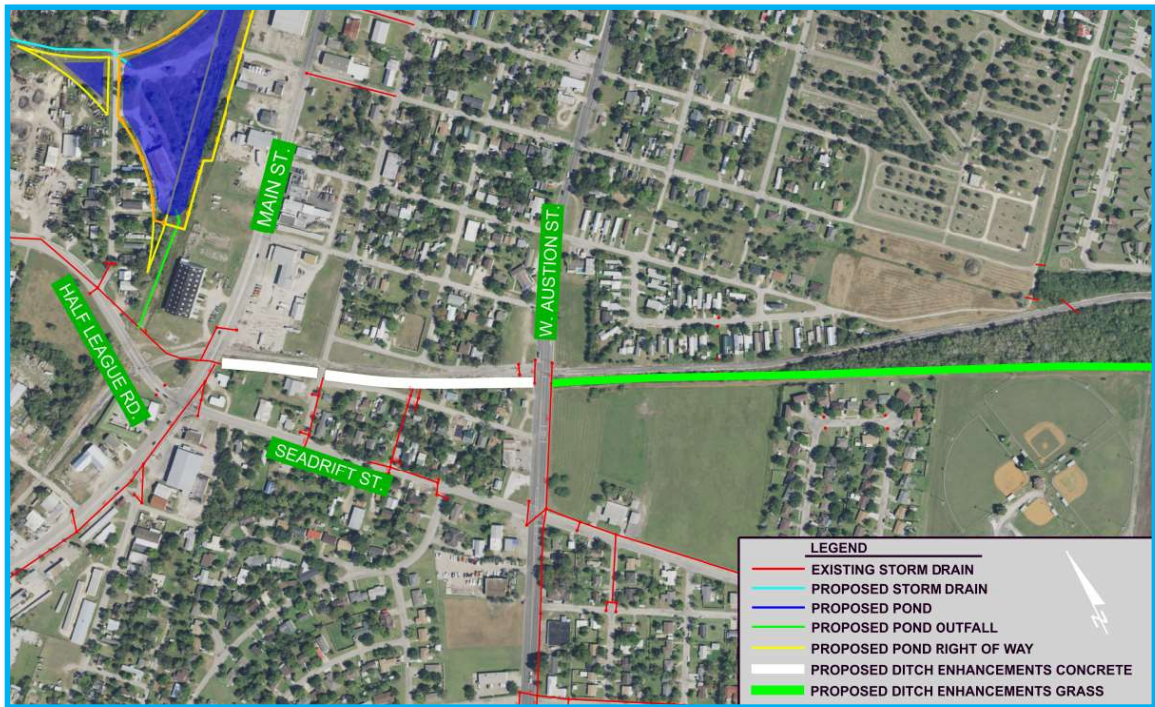 MAIN ST.
W. AUSTION ST.
HALF LEAGUE RD.
SEADRIFT ST.
LEGEND
EXISTING STORM DRAIN
PROPOSED STORM DRAIN
PROPOSED POND
PROPOSED POND OUTFALL
PROPOSED POND RIGHT OF WAY
PROPOSED DITCH ENHANCEMENTS CONCRETE
PROPOSED DITCH ENHANCEMENTS GRASS
N